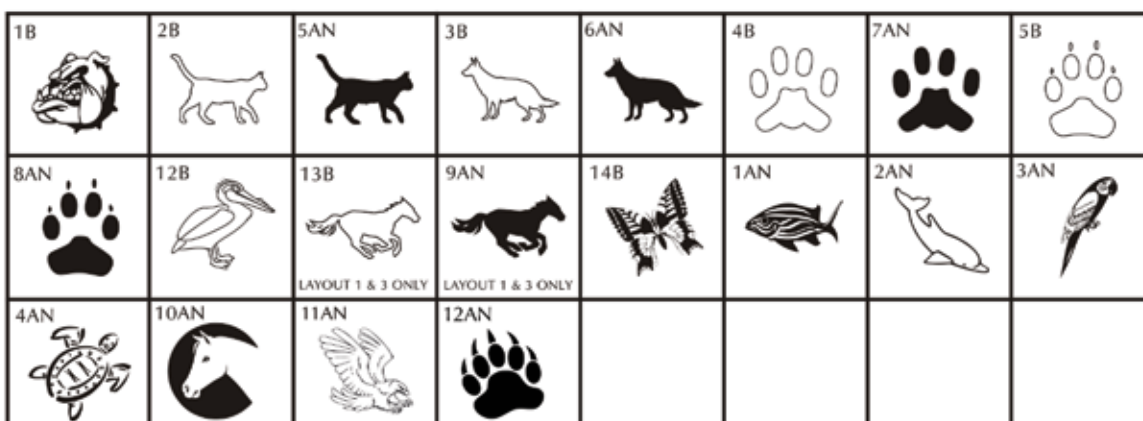 1B
2B
5AN
3B
6AN
4B
7AN
5B
8AN
12B
13B
9AN
14B
1AN
2AN
3AN
LAYOUT 1 & 3 ONLY
LAYOUT 1 & 3 ONLY
4AN
10AN
11AN
12AN